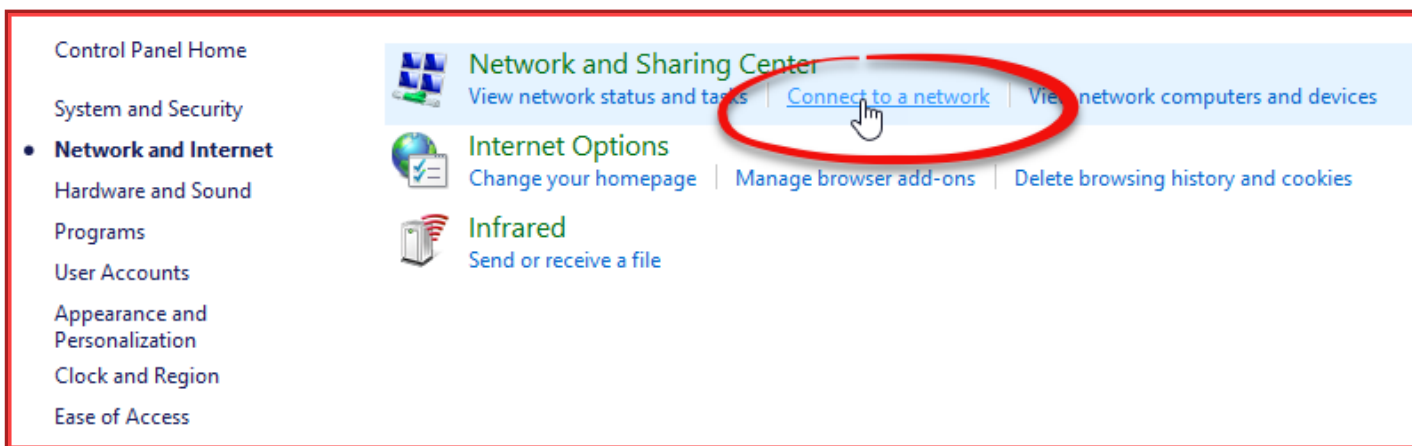 Control Panel Home
System and Security
Network and Internet
Hardware and Sound
Programs
User Accounts
Appearance and
Personalization
Clock and Region
Ease of Access
Network and Sharing Center
View network status and tasks
Connect to a network
View network computers and devices
Internet Options
Change your homepage
Manage browser add-ons
Delete browsing history and cookies
Infrared
Send or receive a file